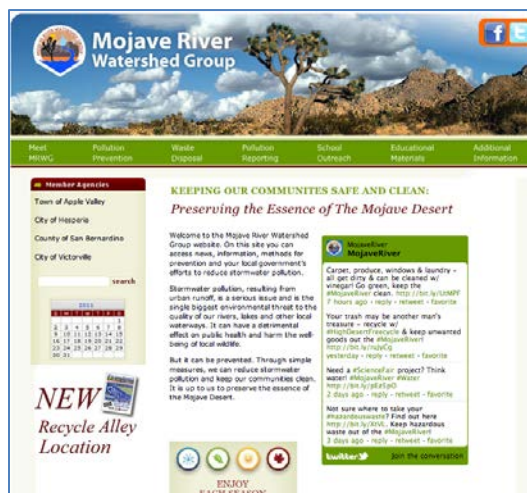 Mojave River
Watershed Group
Meet
MRWG
Pollution
Prevention
Waste
Disposal
Pollution
Reporting
School
Outreach
Educational
Materials
Additional
Information
Member Agencies
Town of Apple Valley
City of Hesperia
County of San Bernardino
City of Victorville
search
2011
NEW
Recycle Alley
Location
KEEPING OUR COMMUNITES SAFE AND CLEAN:
Preserving the Essence of The Mojave Desert
Welcome to the Mojave River Watershed
Group website. On this site you can
access news, information, methods for
prevention and your local government's
efforts to reduce stormwater pollution.
Stormwater pollution, resulting from
urban runoff, is a serious issue and is the
single biggest environmental threat to the
quality of our rivers, lakes and other local
waterways. It can have a detrimental
effect on public health and harm the well-
being of local wildlife.
But it can be prevented. Through simple
measures, we can reduce stormwater
pollution and keep our communities clean.
It is up to us to preserve the essence of
the Mojave Desert.
ENJOY
EACH SEASON
MojaveRiver
MojaveRiver
Carpet, produce, windows & laundry –
all get dirty & can be cleaned w/
vinegar! Go green, keep the
#MojaveRiver clean.
7 hours ago · reply · retweet · favorite
Your trash may be another man's
treasure – recycle w/
#HighDesertFreecycle & keep unwanted
goods out the #MojaveRiver!
yesterday · reply · retweet · favorite
Need a #ScienceFair project? Think
water! #MojaveRiver #Water
2 days ago · reply · retweet · favorite
Not sure where to take your
#hazardouswaste? Find out here
Keep hazardous
waste out of the #MojaveRiver!
3 days ago · reply · retweet · favorite
twitter
Join the conversation